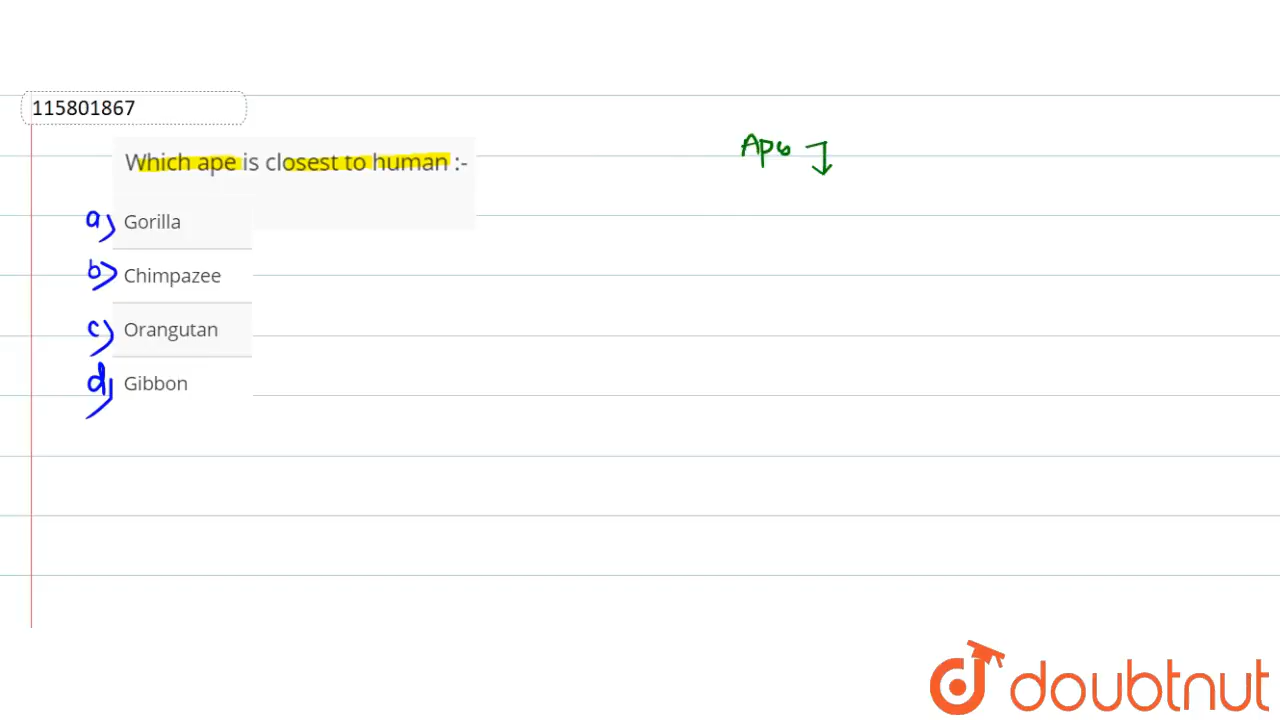 115801867
Which ape is closest to human :-
Ape
a) Gorilla
b) Chimpazee
c) Orangutan
d) Gibbon
doubtnut